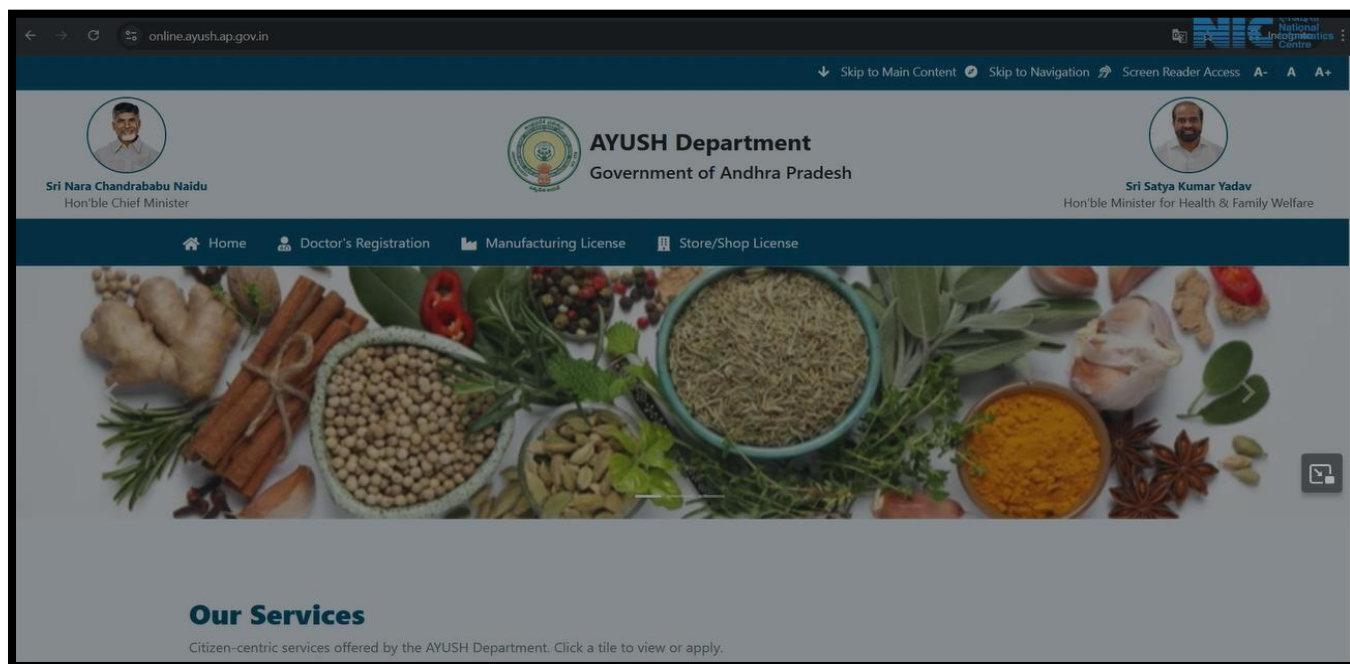 online.ayush.ap.gov.in
National
Centre
Skip to Main Content
Skip to Navigation
Screen Reader Access
A-
A
A+
Sri Nara Chandrababu Naidu
Hon'ble Chief Minister
AYUSH Department
Government of Andhra Pradesh
Sri Satya Kumar Yadav
Hon'ble Minister for Health & Family Welfare
Home
Doctor's Registration
Manufacturing License
Store/Shop License
Our Services
Citizen-centric services offered by the AYUSH Department. Click a tile to view or apply.